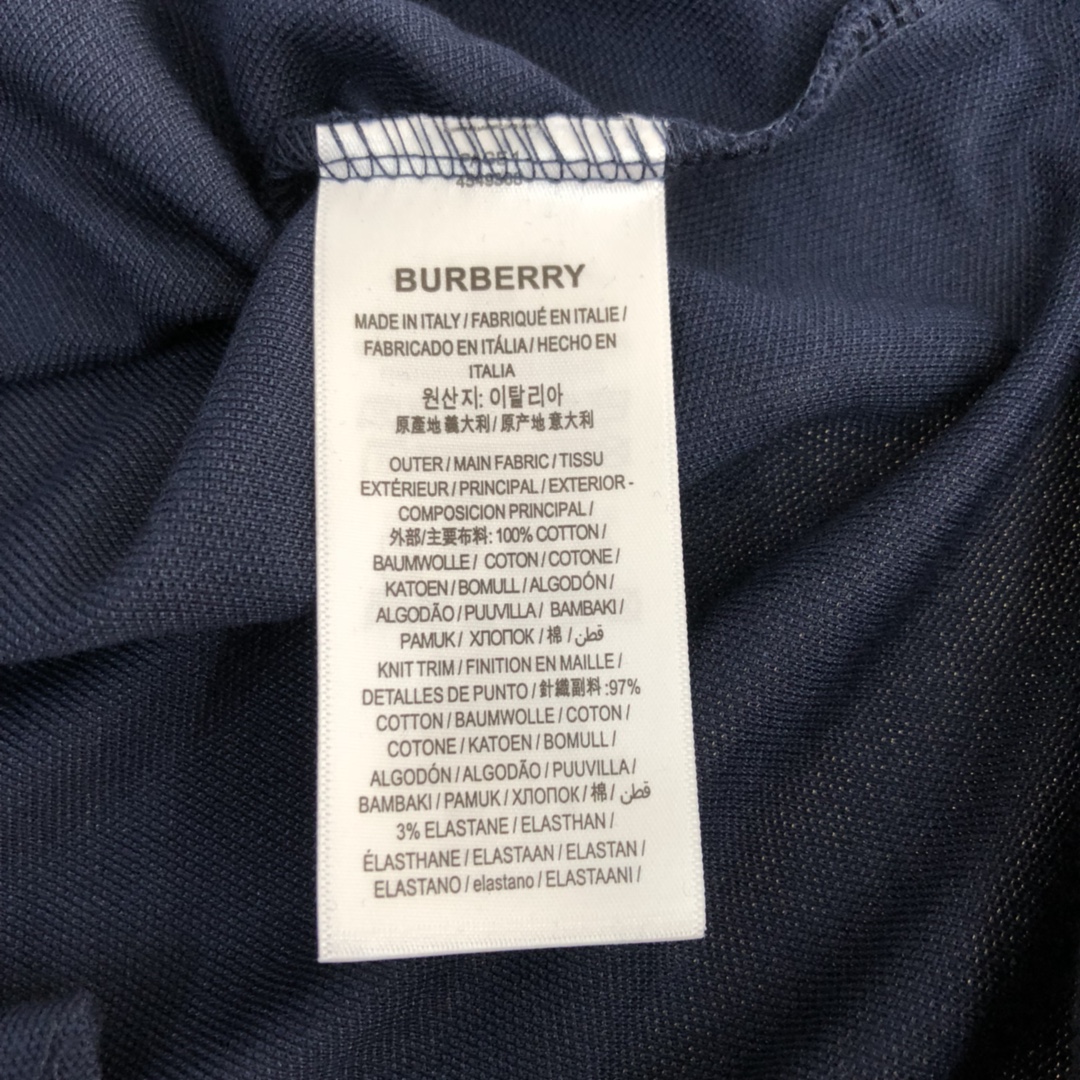 BURBERRY
MADE IN ITALY / FABRIQUÉ EN ITALIE /
FABRICADO EN ITÁLIA / HECHO EN
ITALIA
원산지: 이탈리아
原產地義大利 / 原产地意大利
OUTER / MAIN FABRIC / TISSU
EXTÉRIEUR / PRINCIPAL / EXTERIOR -
COMPOSICION PRINCIPAL /
外部/主要布料: 100% COTTON /
BAUMWOLLE / COTON / COTONE /
KATOEN / BOMULL / ALGODÓN /
ALGODÃO / PUUVILLA / BAMBAKI /
PAMUK / ХЛОПОК / 棉 / قطن
KNIT TRIM / FINITION EN MAILLE /
DETALLES DE PUNTO / 針織副料 :97%
COTTON / BAUMWOLLE / COTON /
COTONE / KATOEN / BOMULL /
ALGODÓN / ALGODÃO / PUUVILLA /
BAMBAKI / PAMUK / ХЛОПОК / 棉 / قطن
3% ELASTANE / ELASTHAN /
ÉLASTHANE / ELASTAAN / ELASTAN /
ELASTANO / elastano / ELASTAANI /